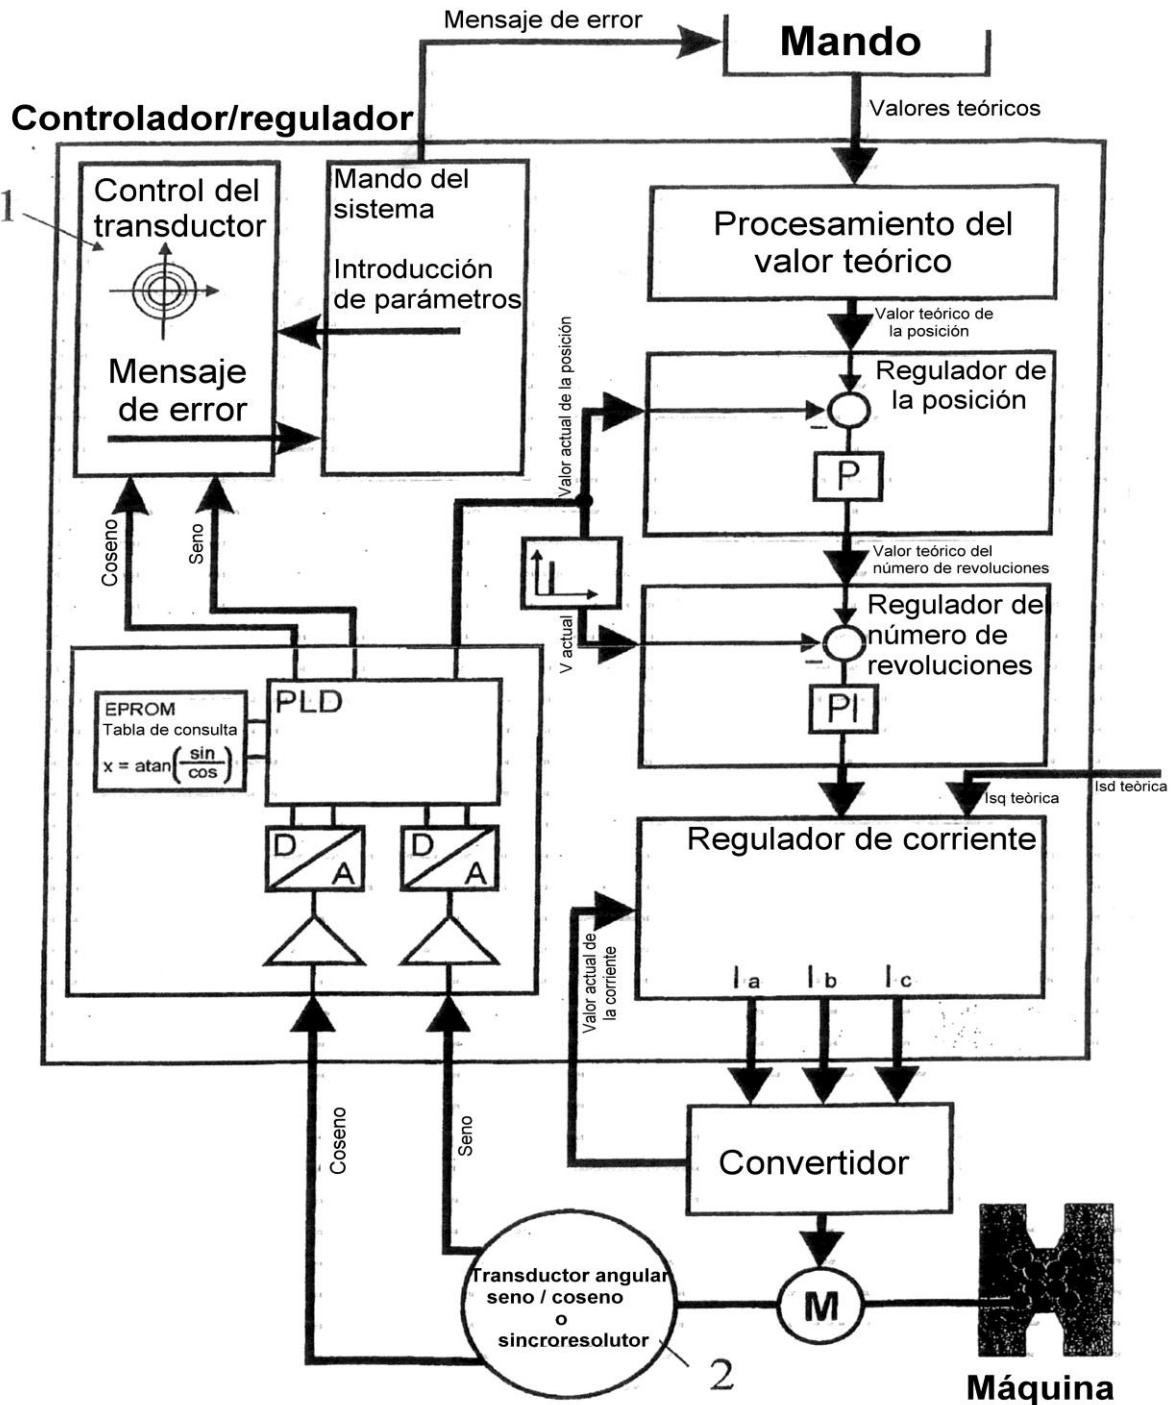 Mensaje de error
Mando
Valores teóricos
Controlador/regulador
1
Control del
transductor
Mensaje
de error
Mando del
sistema
Introducción
de parámetros
Procesamiento del
valor teórico
Valor teórico de
la posición
Valor actual de la posición
Regulador de
la posición
–
P
Valor teórico del
número de revoluciones
Coseno
Seno
V actual
Regulador de
número de
revoluciones
–
PI
EPROM
Tabla de consulta
x = atan(sin/cos)
PLD
D
A
D
A
Isq teòrica
Isd teòrica
Regulador de corriente
Valor actual de
la corriente
I a
I b
I c
Coseno
Seno
Convertidor
Transductor angular
seno / coseno
o
sincroresolutor
2
M
Máquina